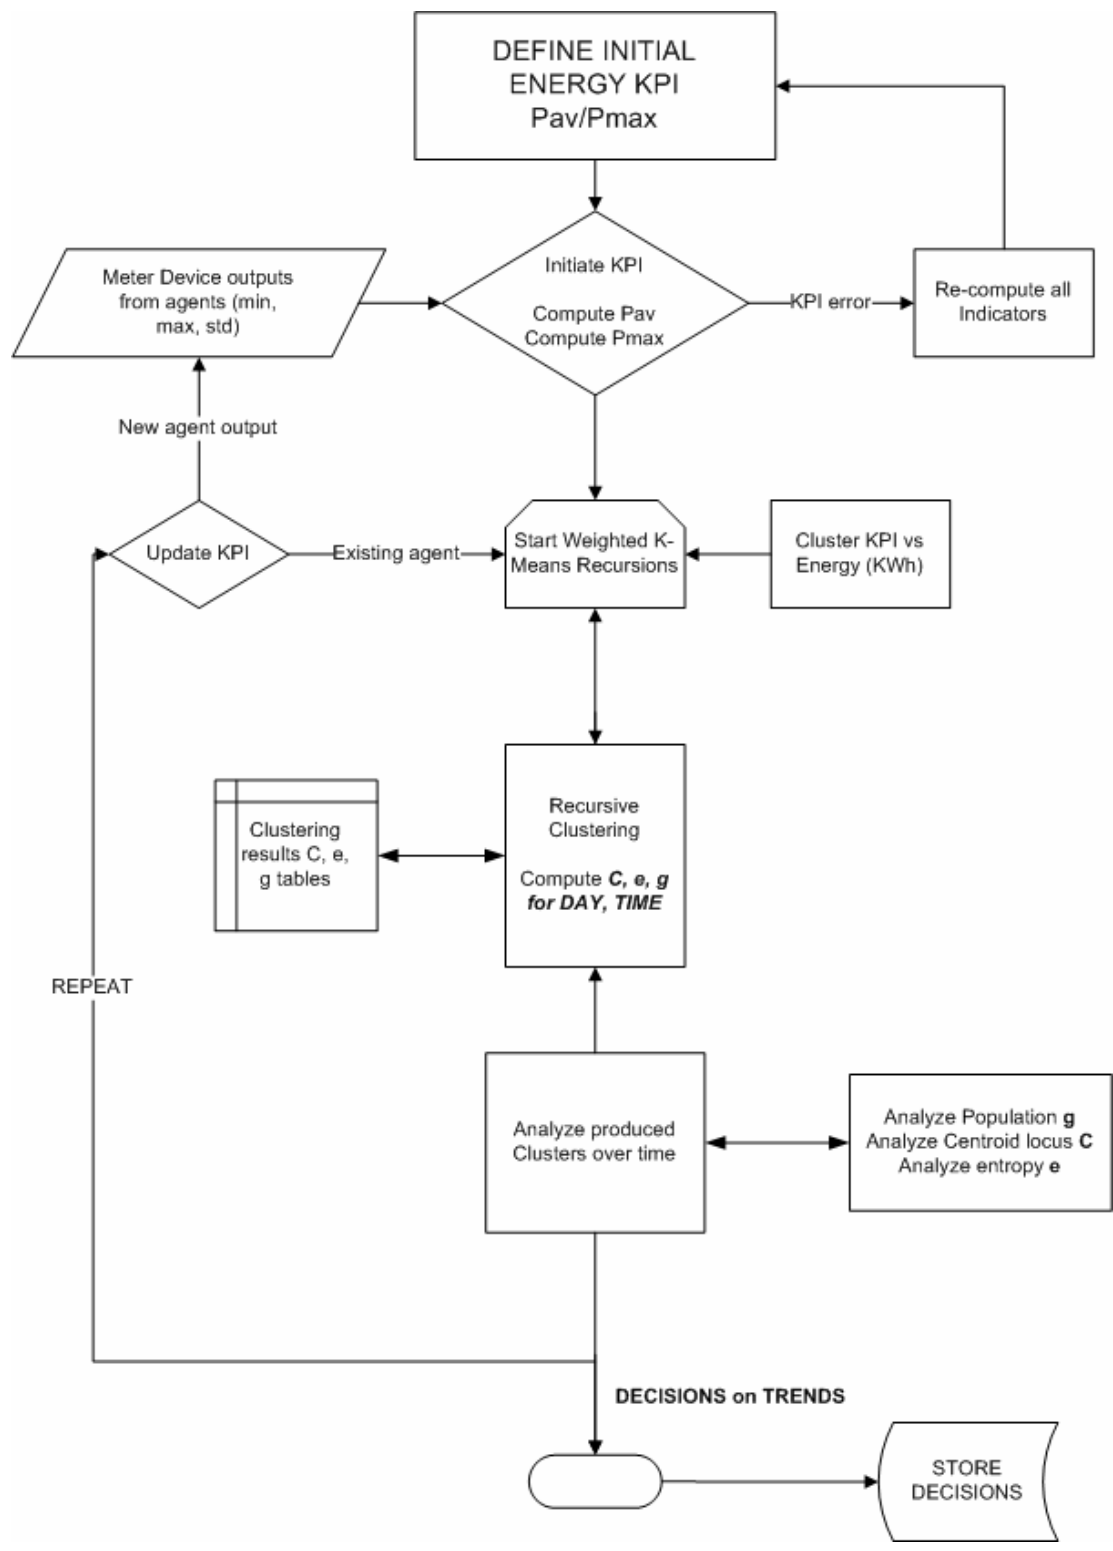 DEFINE INITIAL
ENERGY KPI
Pav/Pmax
Meter Device outputs
from agents (min,
max, std)
Initiate KPI
Compute Pav
Compute Pmax
KPI error
Re-compute all
Indicators
New agent output
Update KPI
Existing agent
Start Weighted K-
Means Recursions
Cluster KPI vs
Energy (KWh)
Clustering
results C, e,
g tables
Recursive
Clustering
Compute C, e, g
for DAY, TIME
REPEAT
Analyze produced
Clusters over time
Analyze Population g
Analyze Centroid locus C
Analyze entropy e
DECISIONS on TRENDS
STORE
DECISIONS